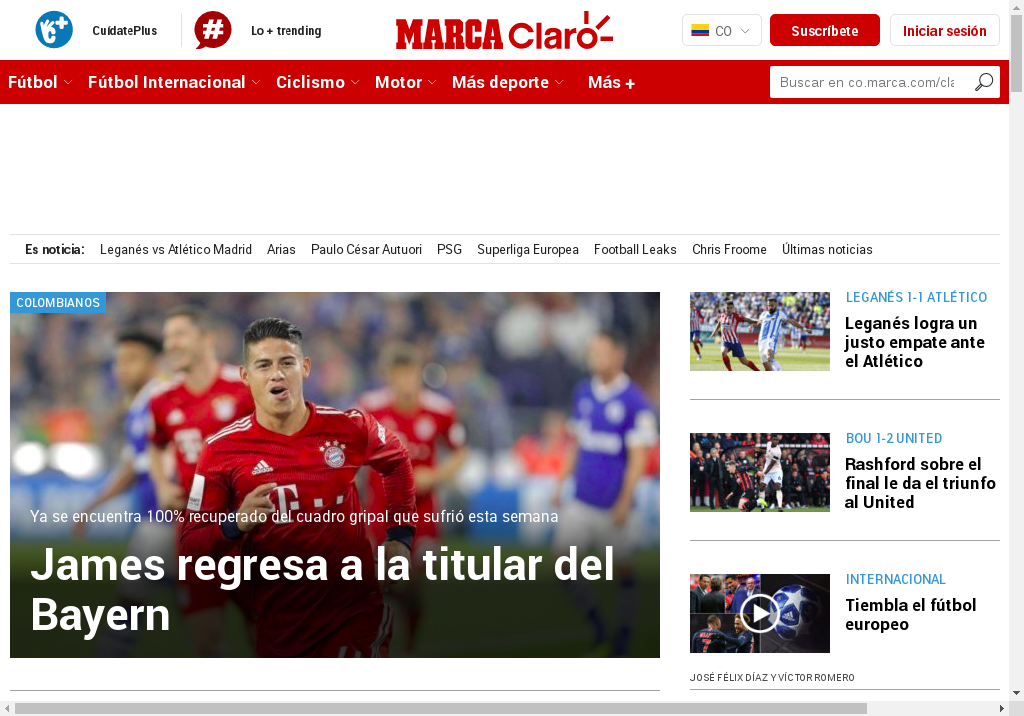 CuídatePlus
#
Lo + trending
MARCA Claro
CO
Suscríbete
Iniciar sesión
Fútbol
Fútbol Internacional
Ciclismo
Motor
Más deporte
Más +
Buscar en co.marca.com/cla
Es noticia:
Leganés vs Atlético Madrid
Arias
Paulo César Autuori
PSG
Superliga Europea
Football Leaks
Chris Froome
Últimas noticias
COLOMBIANOS
Ya se encuentra 100% recuperado del cuadro gripal que sufrió esta semana
James regresa a la titular del
Bayern
LEGANÉS 1-1 ATLÉTICO
Leganés logra un
justo empate ante
el Atlético
BOU 1-2 UNITED
Rashford sobre el
final le da el triunfo
al United
INTERNACIONAL
Tiembla el fútbol
europeo
JOSÉ FÉLIX DÍAZ Y VÍCTOR ROMERO